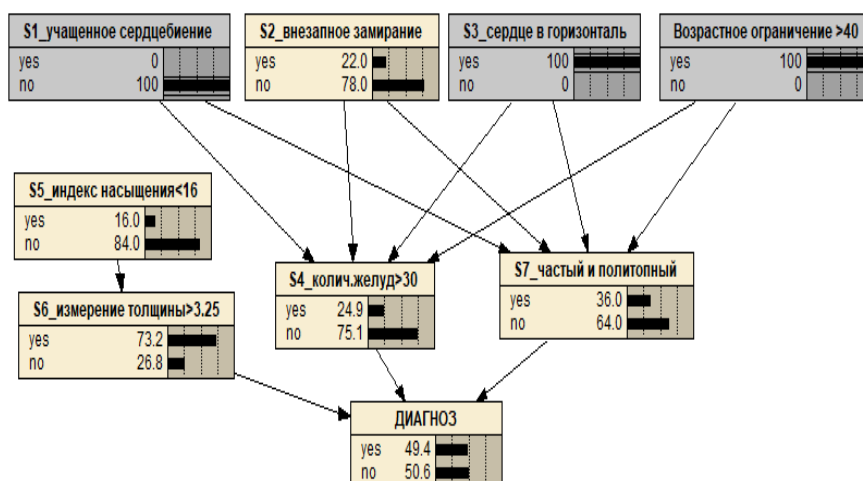 S1_учащенное сердцебиение
yes 0
no 100
S2_внезапное замирание
yes 22.0
no 78.0
S3_сердце в горизонталь
yes 100
no 0
Возрастное ограничение >40
yes 100
no 0
S5_индекс насыщения<16
yes 16.0
no 84.0
S6_измерение толщины>3.25
yes 73.2
no 26.8
S4_колич.желуд>30
yes 24.9
no 75.1
S7_частый и политопный
yes 36.0
no 64.0
ДИАГНОЗ
yes 49.4
no 50.6